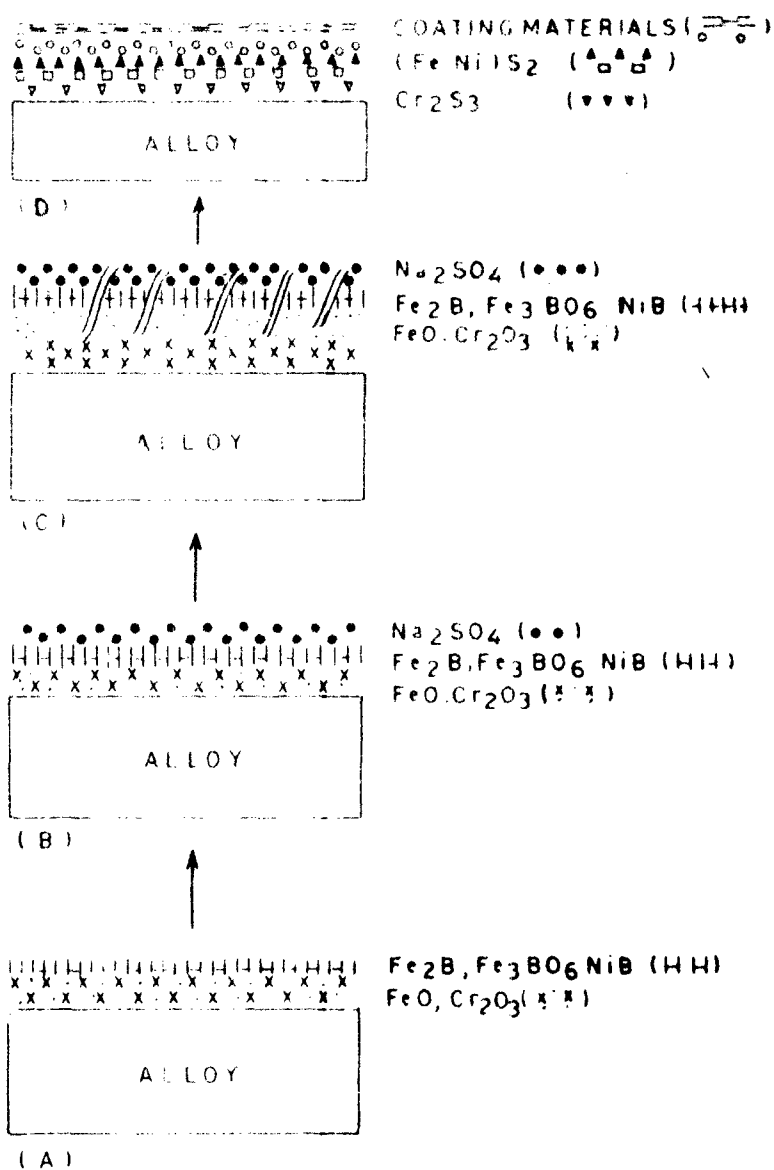 COATING MATERIALS ( )
(Fe Ni)S2 ( )
Cr2S3 ( )
ALLOY
(D)
Na2SO4 (• • •)
Fe2B, Fe3BO6 NiB ( )
FeO.Cr2O3 ( )
ALLOY
(C)
Na2SO4 (• •)
Fe2B, Fe3BO6 NiB ( )
FeO.Cr2O3 ( )
ALLOY
(B)
Fe2B, Fe3BO6 NiB ( )
FeO, Cr2O3 ( )
ALLOY
(A)